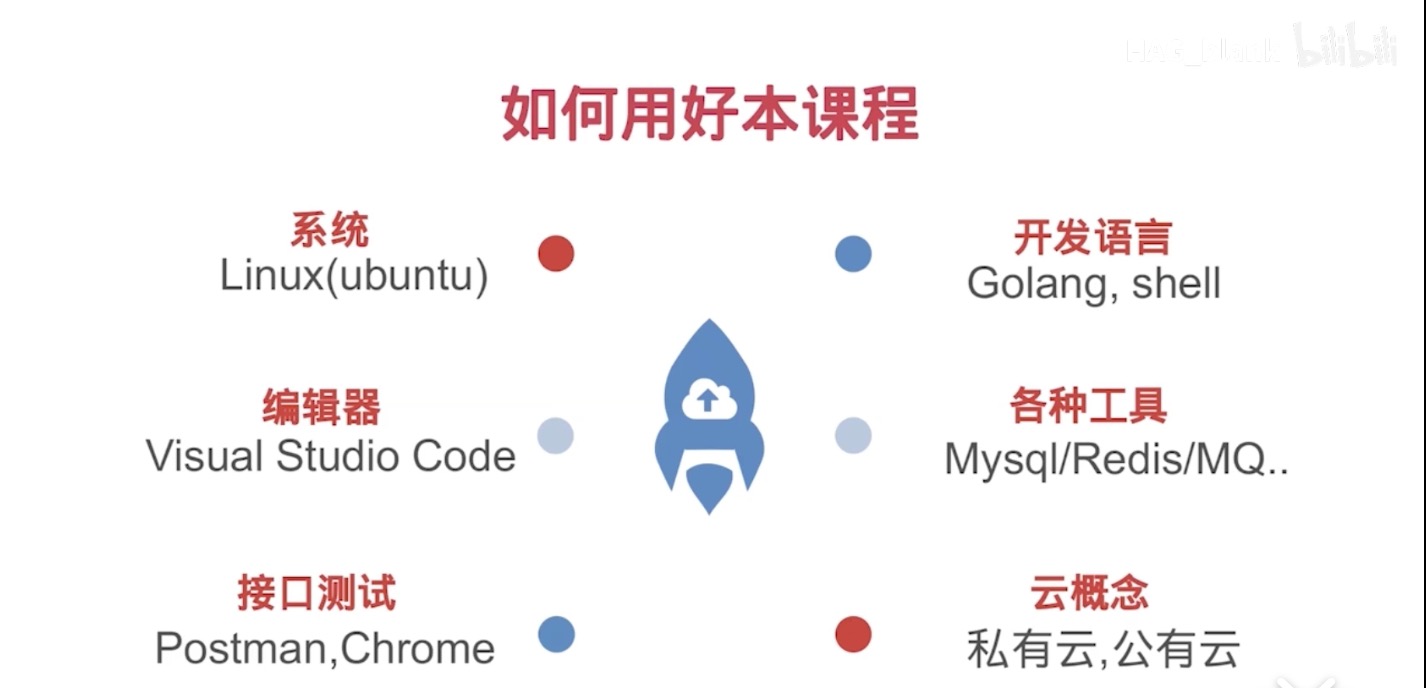 bilibili
如何用好本课程
系统
Linux(ubuntu)
开发语言
Golang, shell
编辑器
Visual Studio Code
各种工具
Mysql/Redis/MQ..
接口测试
Postman,Chrome
云概念
私有云,公有云